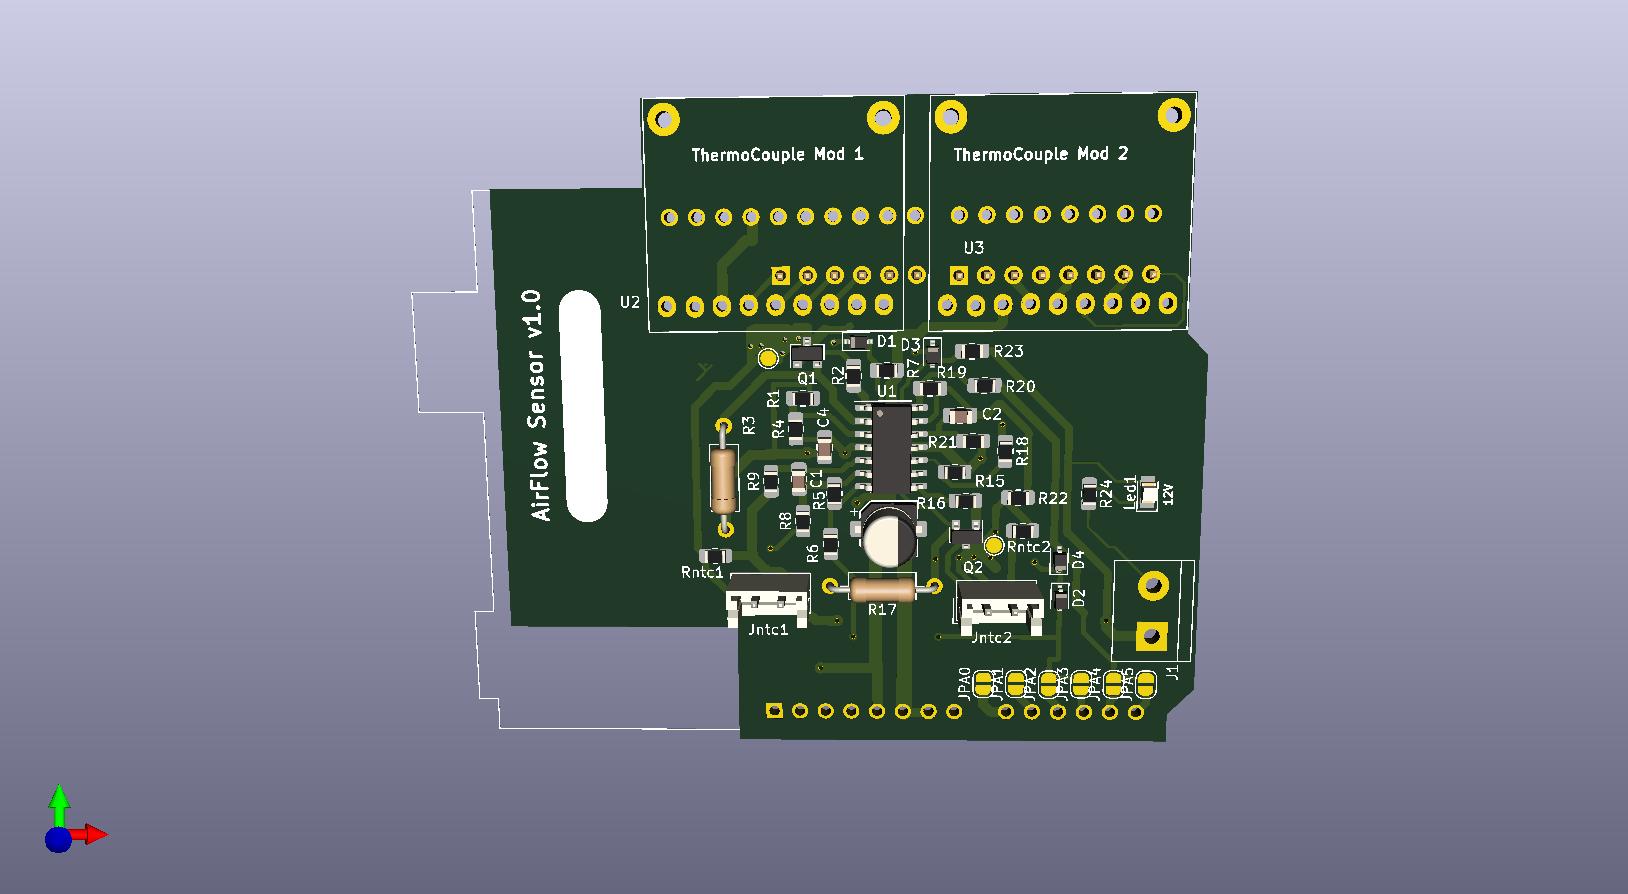 ThermoCouple Mod 1
ThermoCouple Mod 2
U3
U2
AirFlow Sensor v1.0
D1
D3
R23
Q1
R2
R7
R19
R20
U1
R1
C4
C2
R3
R4
R21
R18
R9
C1
R5
R15
R16
R22
R24
Led1
12V
+
R8
R6
Rntc2
Q2
D4
Rntc1
R17
D2
Jntc1
Jntc2
J1
JPA0
JPA1
JPA2
JPA3
JPA4
JPA5